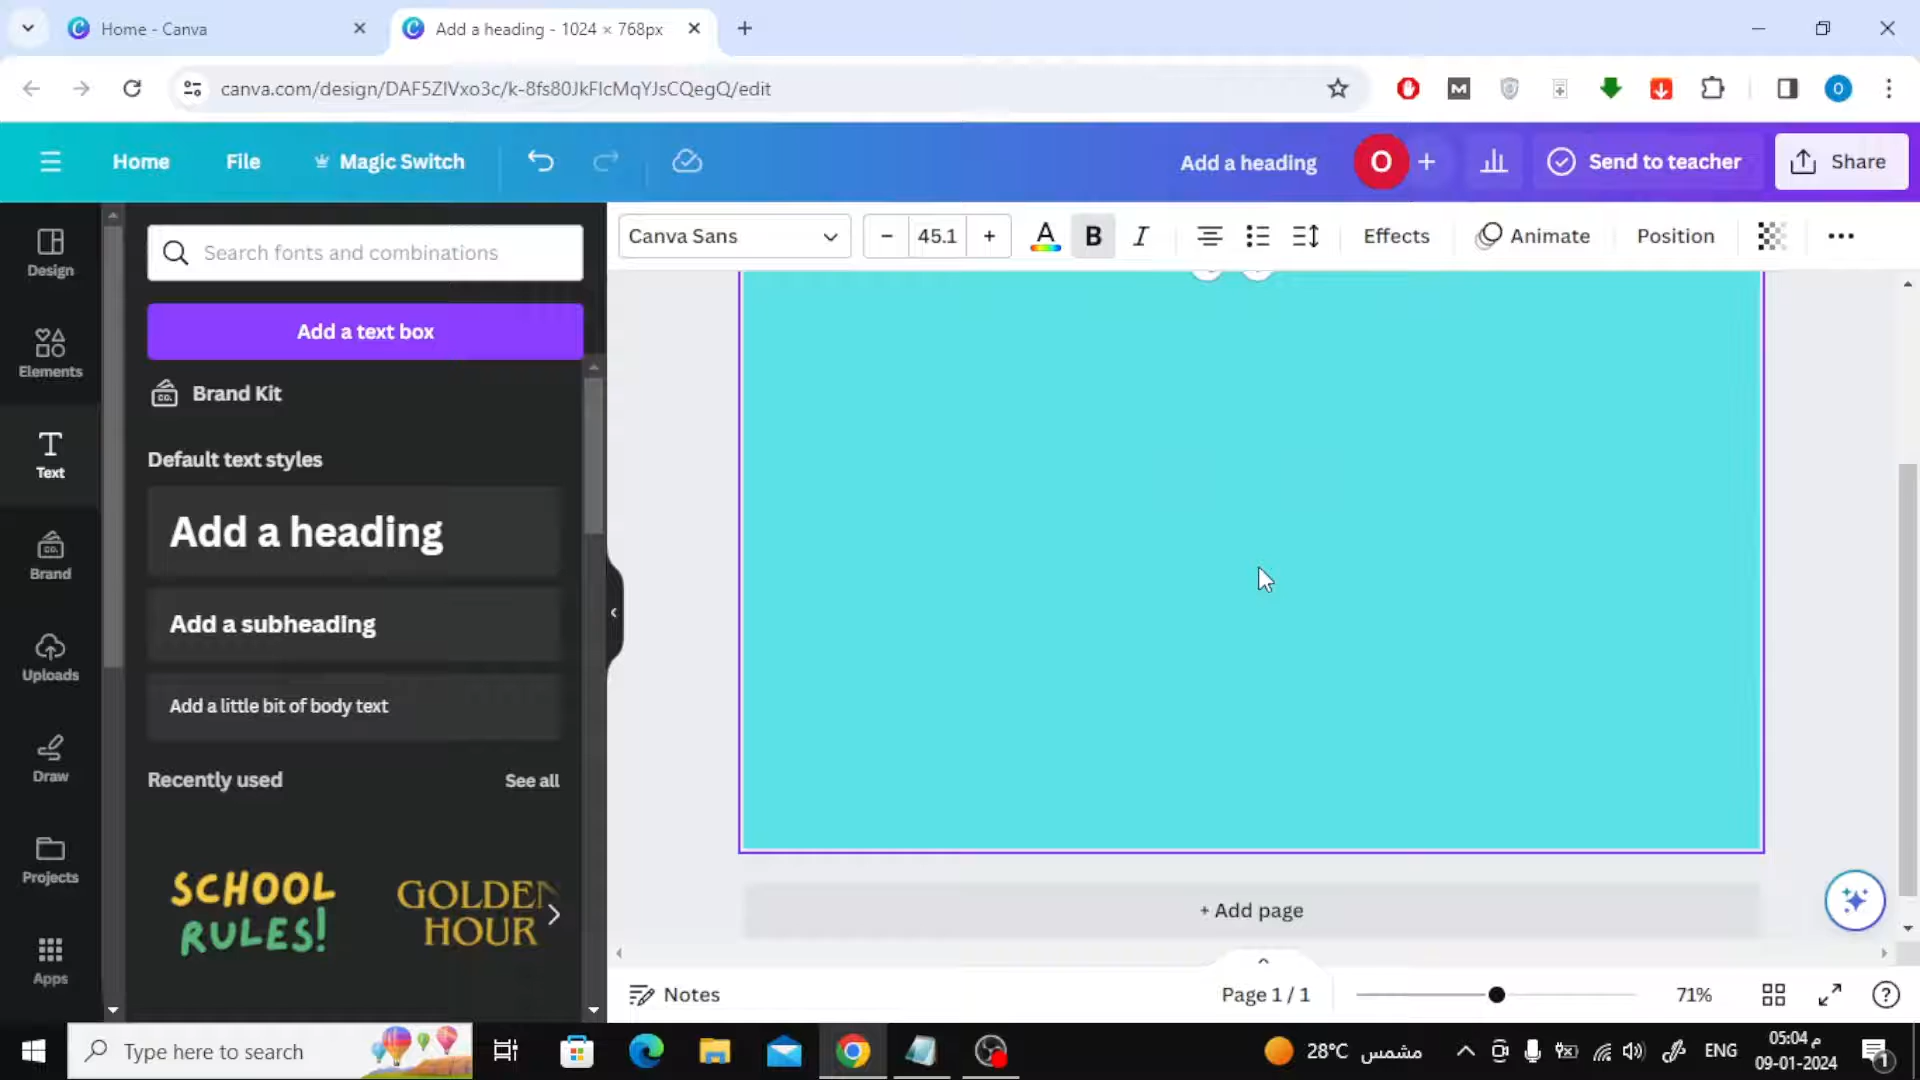 Home - Canva
Add a heading - 1024 × 768px
canva.com/design/DAF5ZIVxo3c/k-8fs80JkFIcMqYJsCQegQ/edit
Home
File
Magic Switch
Add a heading
O
Send to teacher
Share
Design
Elements
Text
Brand
Uploads
Draw
Projects
Apps
Search fonts and combinations
Add a text box
CO.
Brand Kit
Default text styles
Add a heading
Add a subheading
Add a little bit of body text
Recently used
See all
SCHOOL
RULES!
GOLDEN
HOUR
Canva Sans
45.1
A
B
I
Effects
Animate
Position
+ Add page
Notes
Page 1 / 1
71%
Type here to search
28°C مشمس
ENG
05:04 م
09-01-2024
1